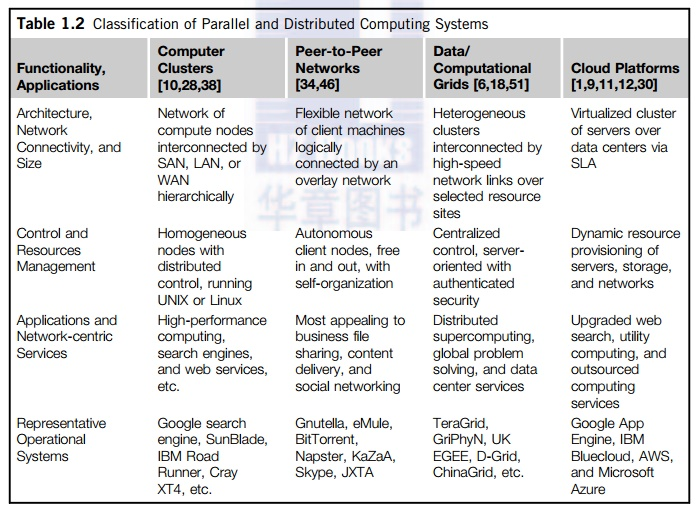 Table 1.2 Classification of Parallel and Distributed Computing Systems
Functionality,
Applications
Computer
Clusters
[10,28,38]
Peer-to-Peer
Networks
[34,46]
Data/
Computational
Grids [6,18,51]
Cloud Platforms
[1,9,11,12,30]
Architecture,
Network
Connectivity, and
Size
Network of
compute nodes
interconnected by
SAN, LAN, or
WAN
hierarchically
Flexible network
of client machines
logically
connected by an
overlay network
Heterogeneous
clusters
interconnected by
high-speed
network links over
selected resource
sites
Virtualized cluster
of servers over
data centers via
SLA
Control and
Resources
Management
Homogeneous
nodes with
distributed
control, running
UNIX or Linux
Autonomous
client nodes, free
in and out, with
self-organization
Centralized
control, server-
oriented with
authenticated
security
Dynamic resource
provisioning of
servers, storage,
and networks
Applications and
Network-centric
Services
High-performance
computing,
search engines,
and web services,
etc.
Most appealing to
business file
sharing, content
delivery, and
social networking
Distributed
supercomputing,
global problem
solving, and data
center services
Upgraded web
search, utility
computing, and
outsourced
computing
services
Representative
Operational
Systems
Google search
engine, SunBlade,
IBM Road
Runner, Cray
XT4, etc.
Gnutella, eMule,
BitTorrent,
Napster, KaZaA,
Skype, JXTA
TeraGrid,
GriPhyN, UK
EGEE, D-Grid,
ChinaGrid, etc.
Google App
Engine, IBM
Bluecloud, AWS,
and Microsoft
Azure
HZ Books
华章图书